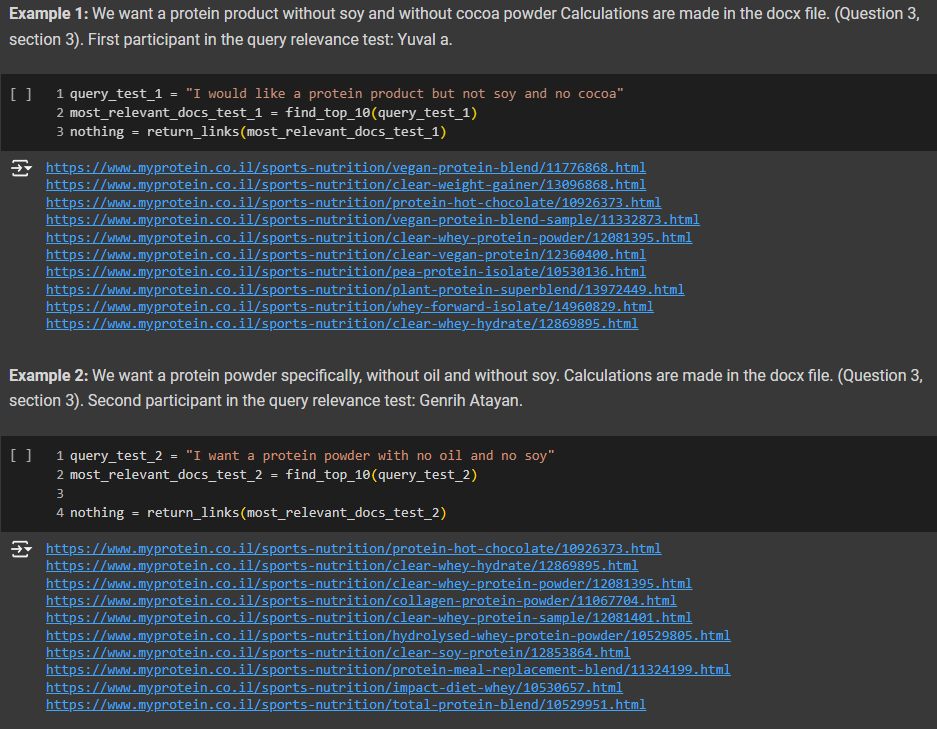 Example 1: We want a protein product without soy and without cocoa powder Calculations are made in the docx file. (Question 3,
section 3). First participant in the query relevance test: Yuval a.
[ ] 1 query_test_1 = "I would like a protein product but not soy and no cocoa"
2 most_relevant_docs_test_1 = find_top_10(query_test_1)
3 nothing = return_links(most_relevant_docs_test_1)
https://www.myprotein.co.il/sports-nutrition/vegan-protein-blend/11776868.html
https://www.myprotein.co.il/sports-nutrition/clear-weight-gainer/13096868.html
https://www.myprotein.co.il/sports-nutrition/protein-hot-chocolate/10926373.html
https://www.myprotein.co.il/sports-nutrition/vegan-protein-blend-sample/11332873.html
https://www.myprotein.co.il/sports-nutrition/clear-whey-protein-powder/12081395.html
https://www.myprotein.co.il/sports-nutrition/clear-vegan-protein/12360400.html
https://www.myprotein.co.il/sports-nutrition/pea-protein-isolate/10530136.html
https://www.myprotein.co.il/sports-nutrition/plant-protein-superblend/13972449.html
https://www.myprotein.co.il/sports-nutrition/whey-forward-isolate/14960829.html
https://www.myprotein.co.il/sports-nutrition/clear-whey-hydrate/12869895.html
Example 2: We want a protein powder specifically, without oil and without soy. Calculations are made in the docx file. (Question 3,
section 3). Second participant in the query relevance test: Genrih Atayan.
[ ] 1 query_test_2 = "I want a protein powder with no oil and no soy"
2 most_relevant_docs_test_2 = find_top_10(query_test_2)
3
4 nothing = return_links(most_relevant_docs_test_2)
https://www.myprotein.co.il/sports-nutrition/protein-hot-chocolate/10926373.html
https://www.myprotein.co.il/sports-nutrition/clear-whey-hydrate/12869895.html
https://www.myprotein.co.il/sports-nutrition/clear-whey-protein-powder/12081395.html
https://www.myprotein.co.il/sports-nutrition/collagen-protein-powder/11067704.html
https://www.myprotein.co.il/sports-nutrition/clear-whey-protein-sample/12081401.html
https://www.myprotein.co.il/sports-nutrition/hydrolysed-whey-protein-powder/10529805.html
https://www.myprotein.co.il/sports-nutrition/clear-soy-protein/12853864.html
https://www.myprotein.co.il/sports-nutrition/protein-meal-replacement-blend/11324199.html
https://www.myprotein.co.il/sports-nutrition/impact-diet-whey/10530657.html
https://www.myprotein.co.il/sports-nutrition/total-protein-blend/10529951.html